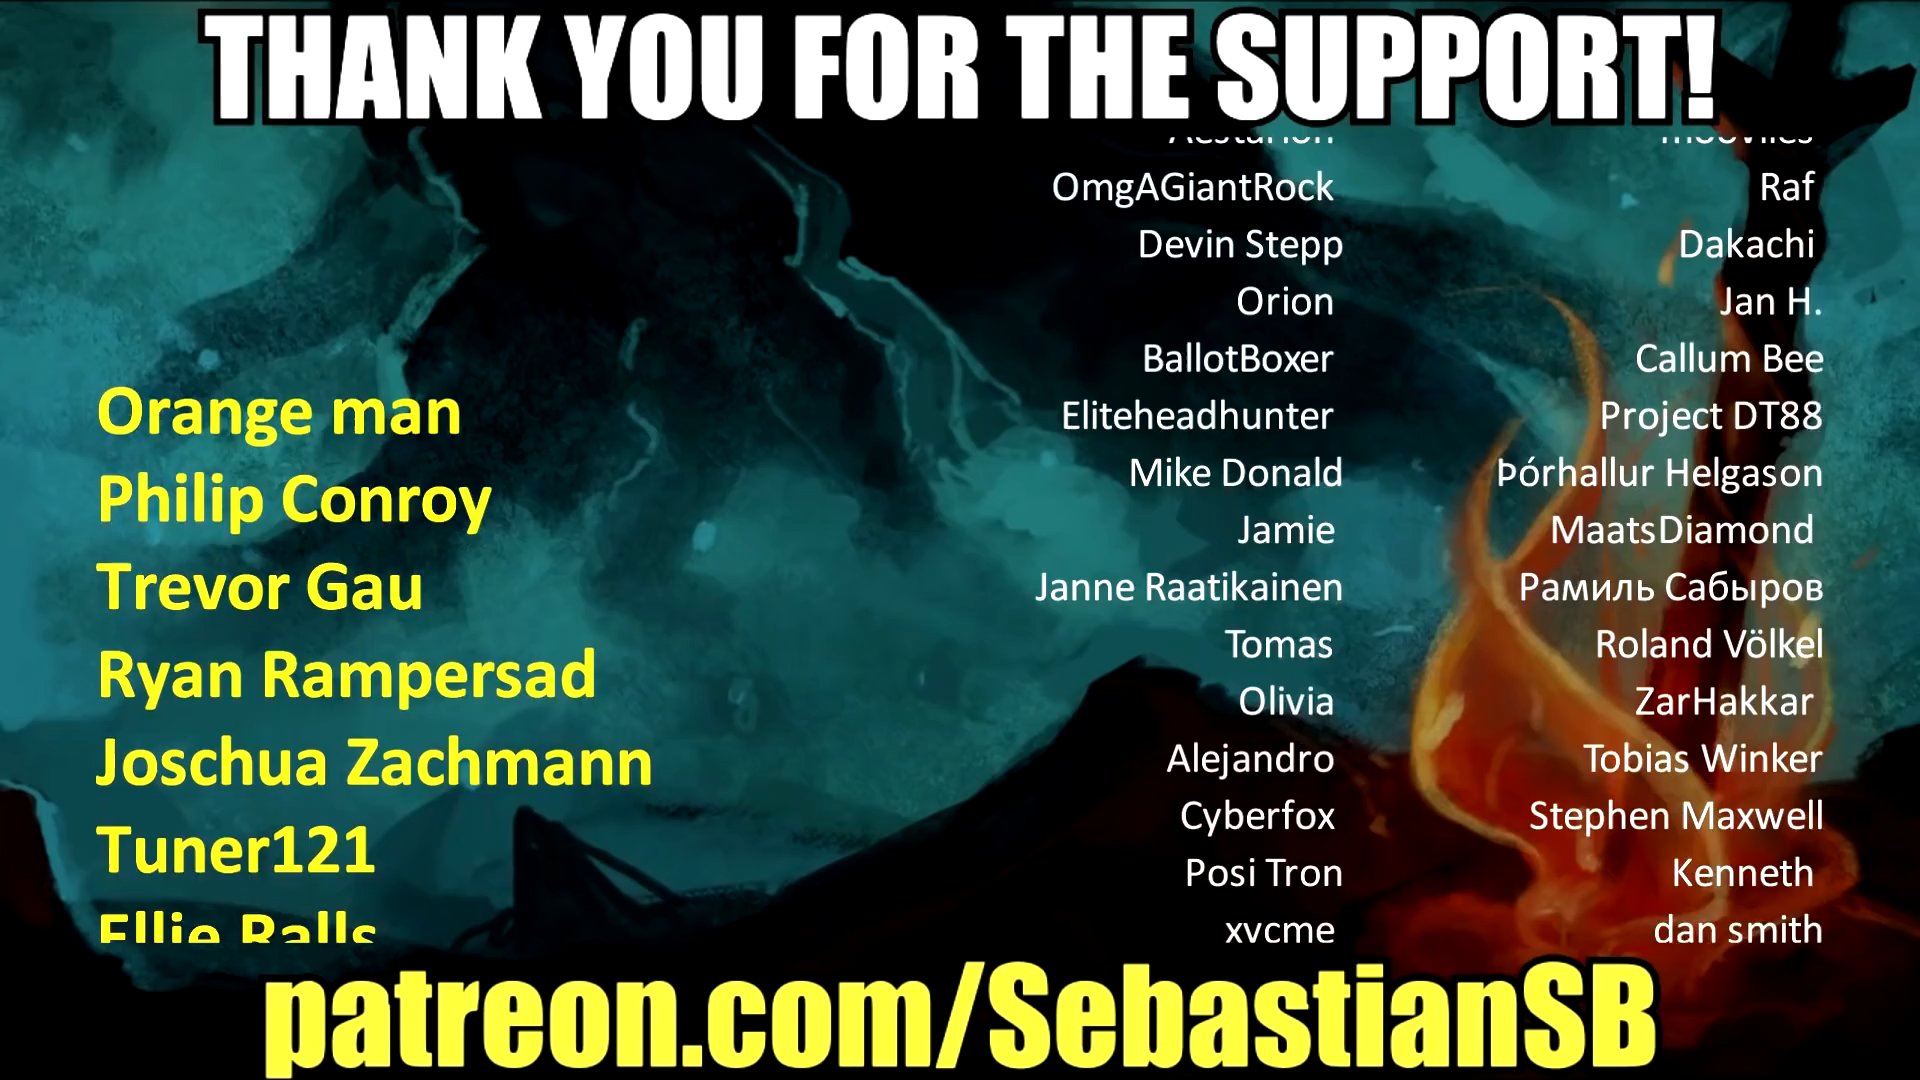 THANK YOU FOR THE SUPPORT!
Orange man
Philip Conroy
Trevor Gau
Ryan Rampersad
Joschua Zachmann
Tuner121
Ellie Ralls
OmgAGiantRock
Devin Stepp
Orion
BallotBoxer
Eliteheadhunter
Mike Donald
Jamie
Janne Raatikainen
Tomas
Olivia
Alejandro
Cyberfox
Posi Tron
xvcme
Raf
Dakachi
Jan H.
Callum Bee
Project DT88
Þórhallur Helgason
MaatsDiamond
Рамиль Сабыров
Roland Völkel
ZarHakkar
Tobias Winker
Stephen Maxwell
Kenneth
dan smith
patreon.com/SebastianSB